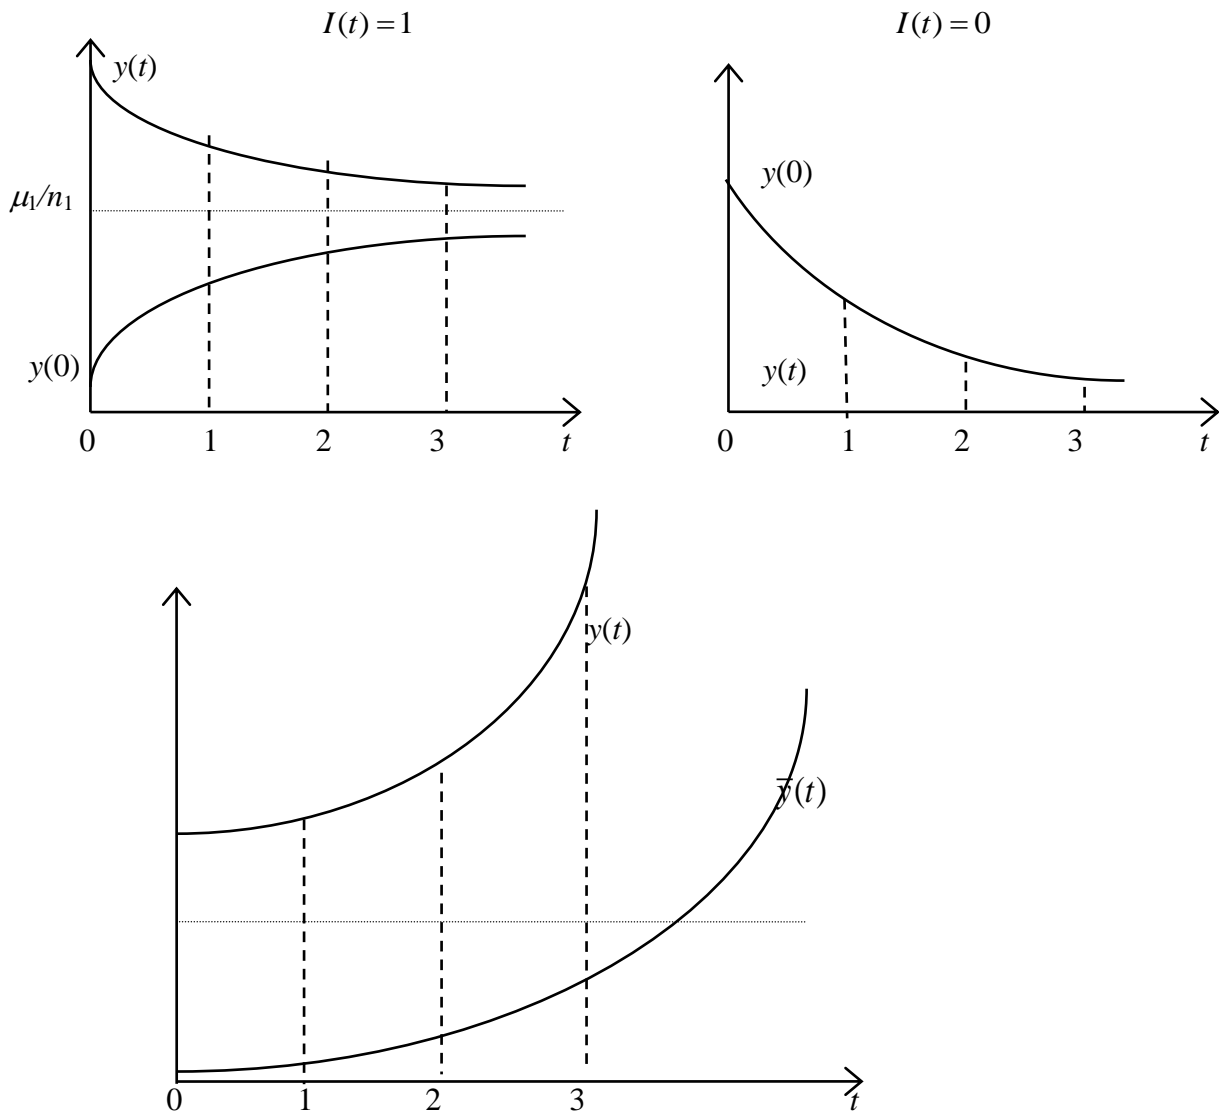 I(t) = 1
y(t)
μ₁/n₁
y(0)
0 1 2 3 t
I(t) = 0
y(0)
y(t)
0 1 2 3 t
y(t)
ȳ(t)
0 1 2 3 t